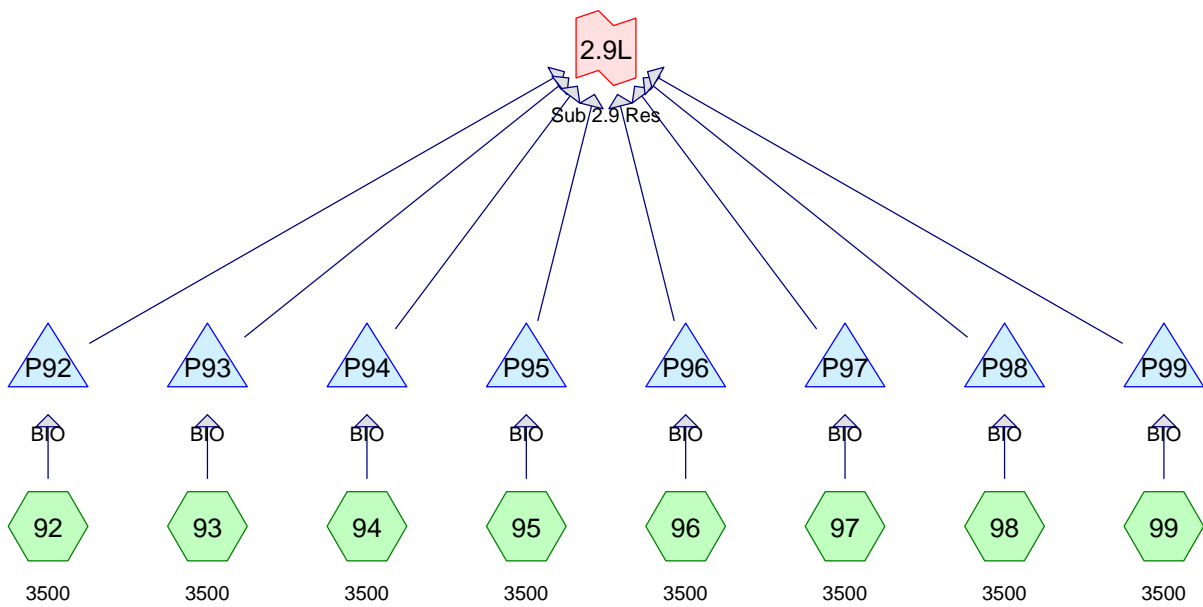 2.9L
Sub 2.9 Res
P92 P93 P94 P95 P96 P97 P98 P99
BIO BIO BIO BIO BIO BIO BIO BIO
92 93 94 95 96 97 98 99
3500 3500 3500 3500 3500 3500 3500 3500